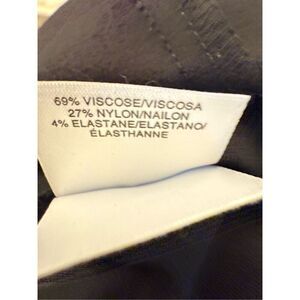 69% VISCOSE/VISCOSA
27% NYLON/NAILON
4% ELASTANE/ELASTANO/
ÉLASTHANNE